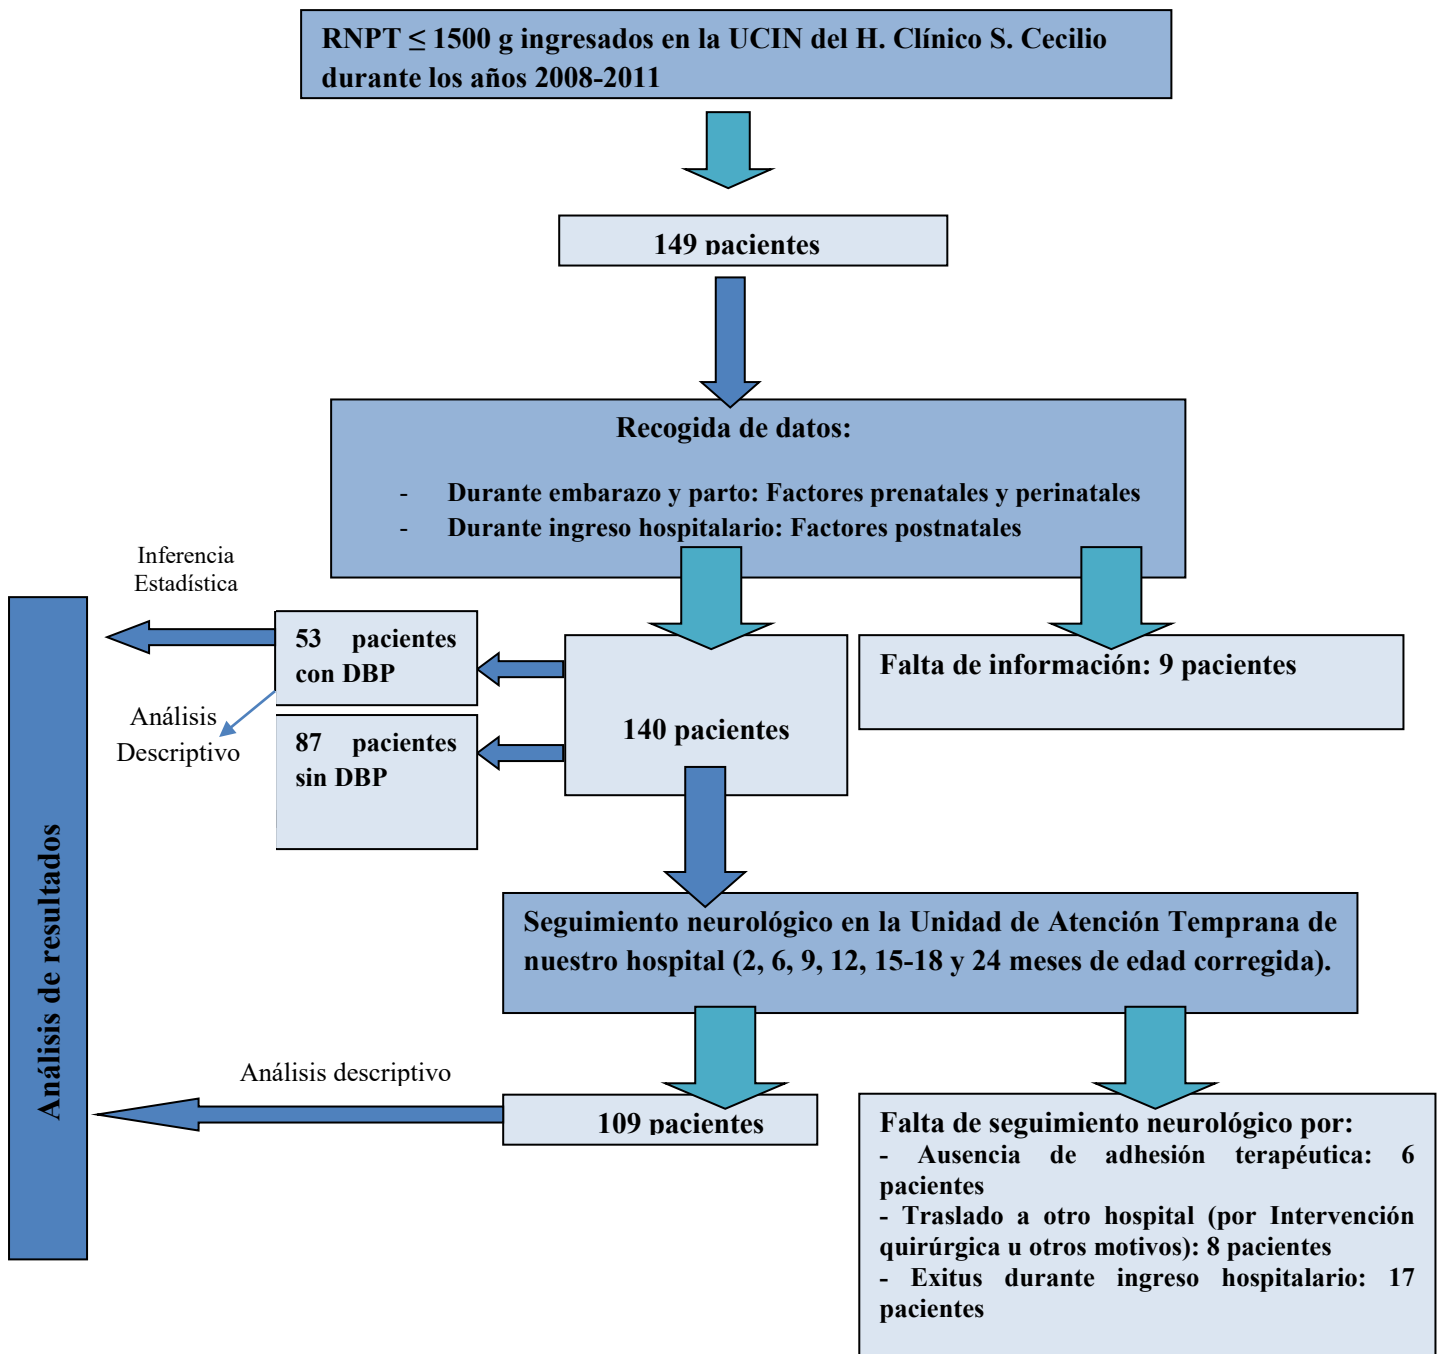 RNPT ≤ 1500 g ingresados en la UCIN del H. Clínico S. Cecilio
durante los años 2008-2011
149 pacientes
Recogida de datos:
- Durante embarazo y parto: Factores prenatales y perinatales
- Durante ingreso hospitalario: Factores postnatales
Inferencia
Estadística
53 pacientes
con DBP
Análisis
Descriptivo
87 pacientes
sin DBP
140 pacientes
Falta de información: 9 pacientes
Análisis de resultados
Seguimiento neurológico en la Unidad de Atención Temprana de
nuestro hospital (2, 6, 9, 12, 15-18 y 24 meses de edad corregida).
Análisis descriptivo
109 pacientes
Falta de seguimiento neurológico por:
- Ausencia de adhesión terapéutica: 6
pacientes
- Traslado a otro hospital (por Intervención
quirúrgica u otros motivos): 8 pacientes
- Exitus durante ingreso hospitalario: 17
pacientes